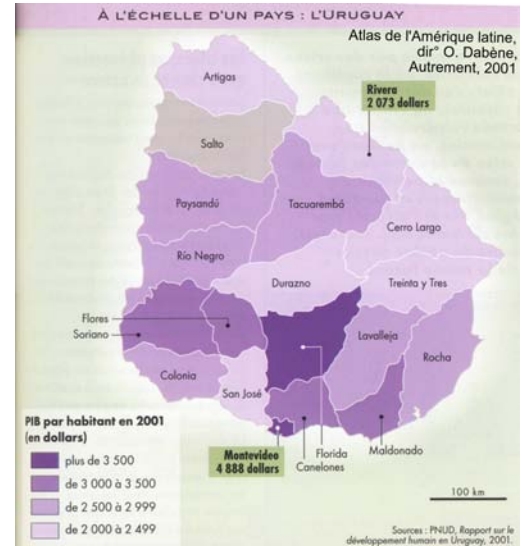 À L'ÉCHELLE D'UN PAYS : L'URUGUAY
Atlas de l'Amérique latine,
dir° O. Dabène,
Autrement, 2001
Artigas
Rivera
2 073 dollars
Salto
Paysandú
Tacuarembó
Cerro Largo
Río Negro
Durazno
Treinta y Tres
Flores
Soriano
Lavalleja
Rocha
Colonia
San José
Montevideo
4 888 dollars
Florida
Canelones
Maldonado
PIB par habitant en 2001
(en dollars)
plus de 3 500
de 3 000 à 3 500
de 2 500 à 2 999
de 2 000 à 2 499
100 km
Sources : PNUD, Rapport sur le
développement humain en Uruguay, 2001.